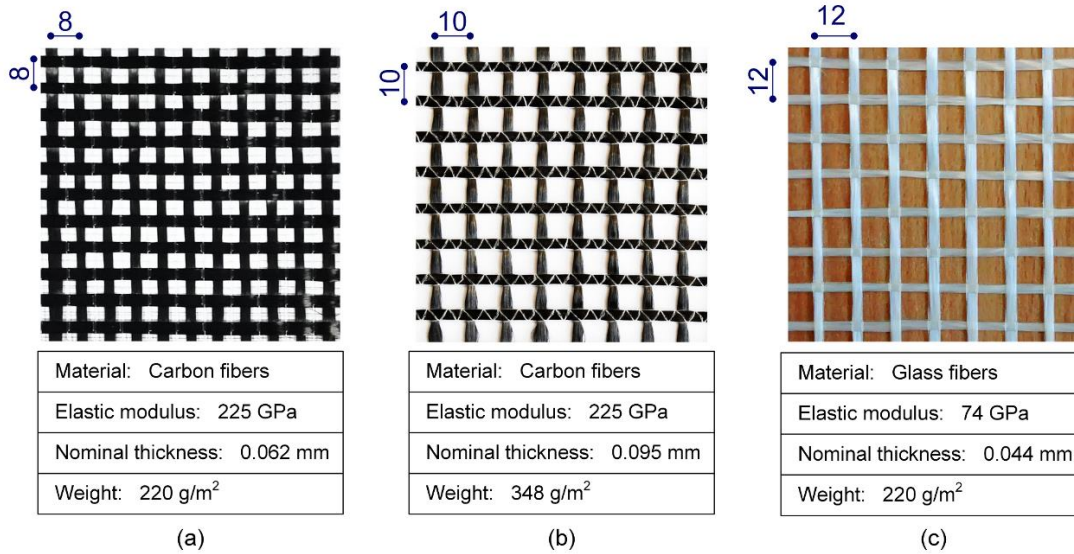 8
8
10
10
12
12
Material: Carbon fibers
Elastic modulus: 225 GPa
Nominal thickness: 0.062 mm
Weight: 220 g/m²
(a)
Material: Carbon fibers
Elastic modulus: 225 GPa
Nominal thickness: 0.095 mm
Weight: 348 g/m²
(b)
Material: Glass fibers
Elastic modulus: 74 GPa
Nominal thickness: 0.044 mm
Weight: 220 g/m²
(c)